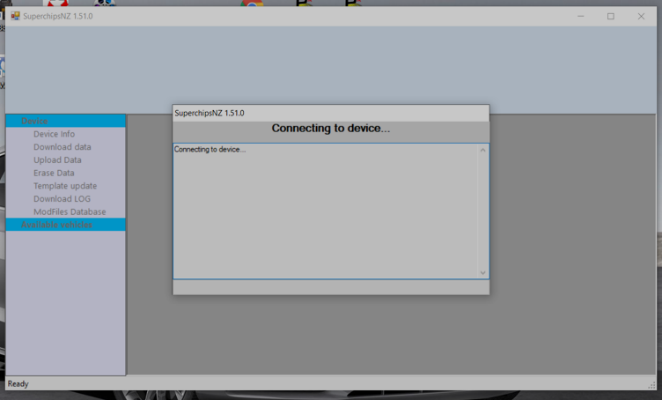 SuperchipsNZ 1.51.0
SuperchipsNZ 1.51.0
Connecting to device...
Connecting to device...
Device
Device Info
Download data
Upload Data
Erase Data
Template update
Download LOG
ModFiles Database
Available vehicles
Ready